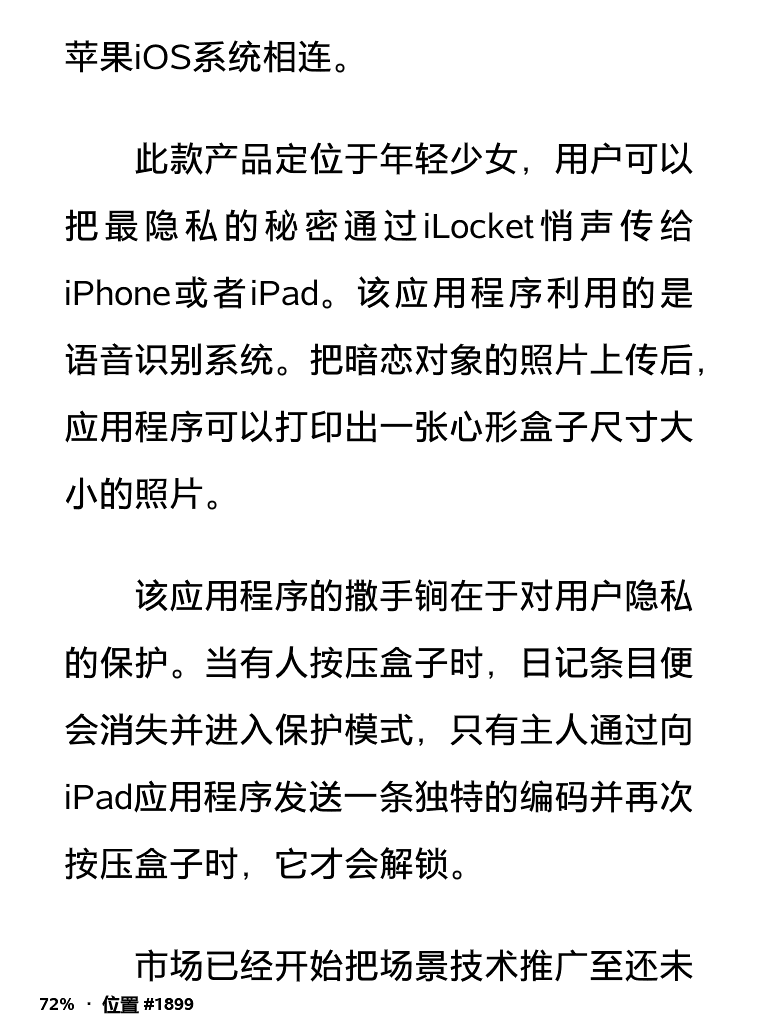 苹果iOS系统相连。
此款产品定位于年轻少女，用户可以
把最隐私的秘密通过iLocket悄声传给
iPhone或者iPad。该应用程序利用的是
语音识别系统。把暗恋对象的照片上传后，
应用程序可以打印出一张心形盒子尺寸大
小的照片。
该应用程序的撒手锏在于对用户隐私
的保护。当有人按压盒子时，日记条目便
会消失并进入保护模式，只有主人通过向
iPad应用程序发送一条独特的编码并再次
按压盒子时，它才会解锁。
市场已经开始把场景技术推广至还未
72% · 位置 #1899